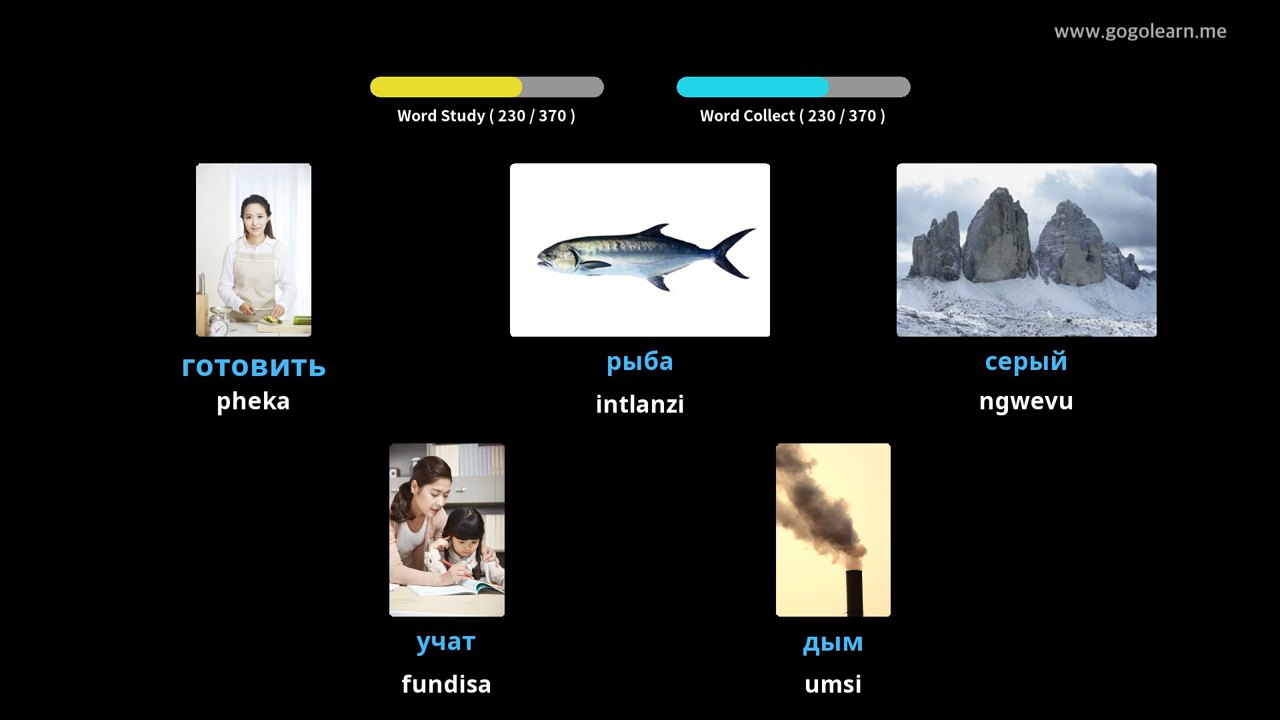 www.gogolearn.me
Word Study ( 230 / 370 )
Word Collect ( 230 / 370 )
готовить
pheka
рыба
intlanzi
серый
ngwevu
учат
fundisa
дым
umsi